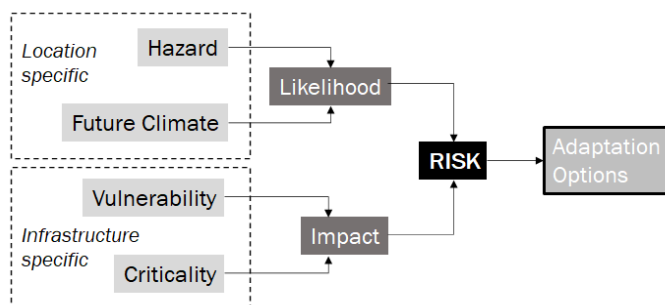 Location
specific
Hazard
Future Climate
Likelihood
RISK
Adaptation
Options
Vulnerability
Infrastructure
specific
Criticality
Impact